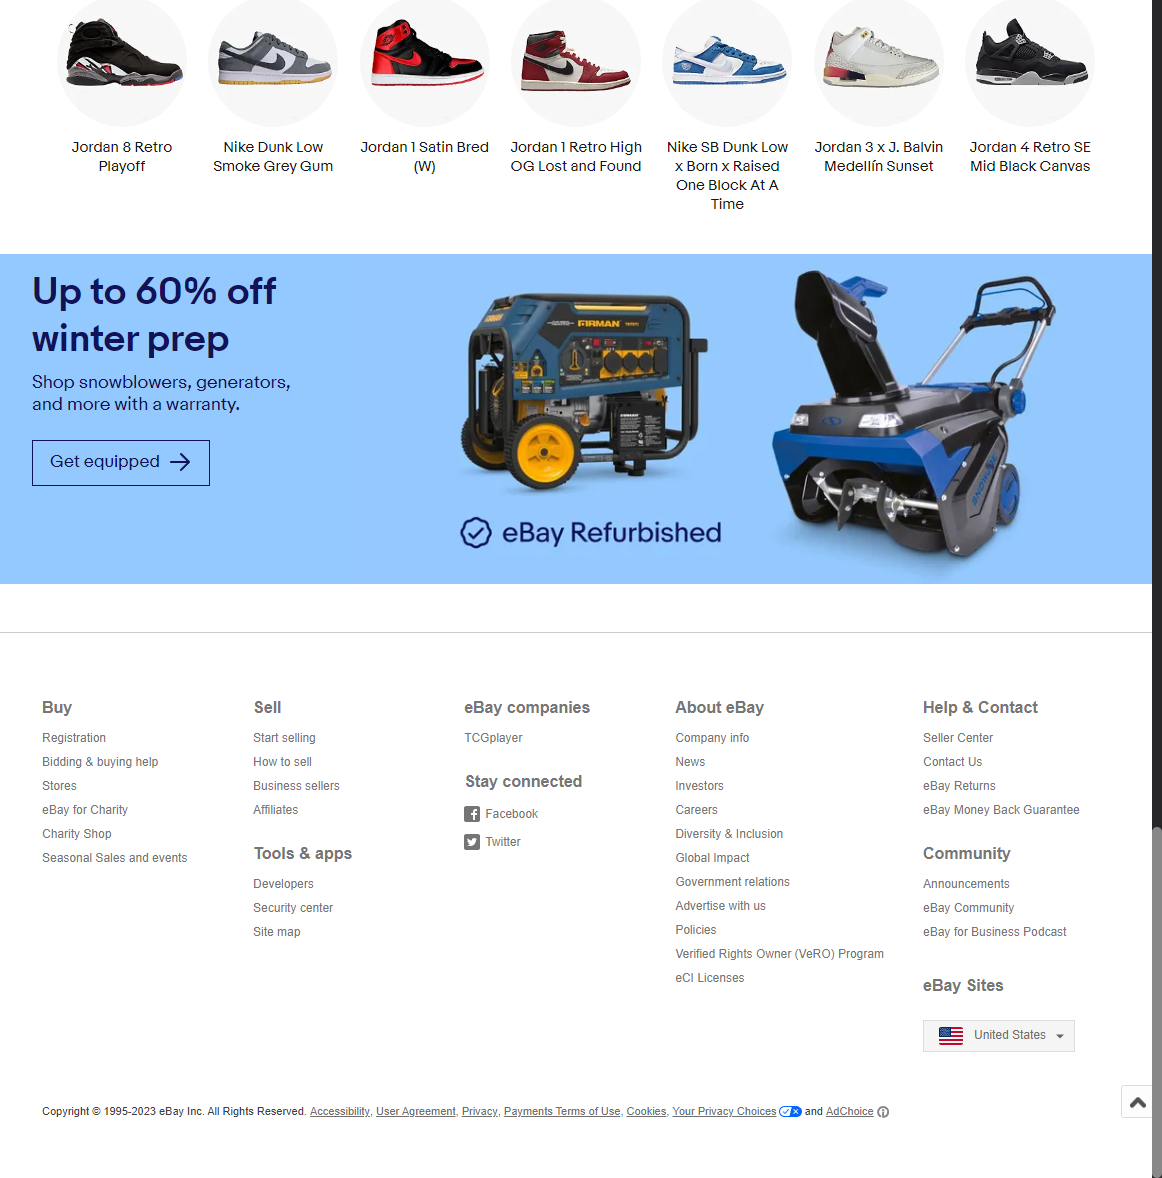 Jordan 8 Retro
Playoff
Nike Dunk Low
Smoke Grey Gum
Jordan 1 Satin Bred
(W)
Jordan 1 Retro High
OG Lost and Found
Nike SB Dunk Low
x Born x Raised
One Block At A
Time
Jordan 3 x J. Balvin
Medellín Sunset
Jordan 4 Retro SE
Mid Black Canvas
Up to 60% off
winter prep
Shop snowblowers, generators,
and more with a warranty.
Get equipped
FIRMAN
eBay Refurbished
Buy
Registration
Bidding & buying help
Stores
eBay for Charity
Charity Shop
Seasonal Sales and events
Sell
Start selling
How to sell
Business sellers
Affiliates
Tools & apps
Developers
Security center
Site map
eBay companies
TCGplayer
Stay connected
Facebook
Twitter
About eBay
Company info
News
Investors
Careers
Diversity & Inclusion
Global Impact
Government relations
Advertise with us
Policies
Verified Rights Owner (VeRO) Program
eCI Licenses
Help & Contact
Seller Center
Contact Us
eBay Returns
eBay Money Back Guarantee
Community
Announcements
eBay Community
eBay for Business Podcast
eBay Sites
United States
Copyright © 1995-2023 eBay Inc. All Rights Reserved. Accessibility, User Agreement, Privacy, Payments Terms of Use, Cookies, Your Privacy Choices and AdChoice